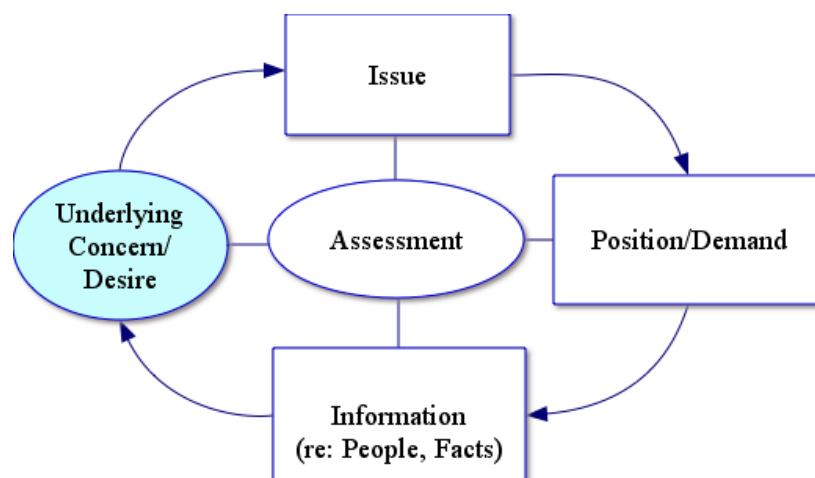 Issue
Underlying
Concern/
Desire
Assessment
Position/Demand
Information
(re: People, Facts)